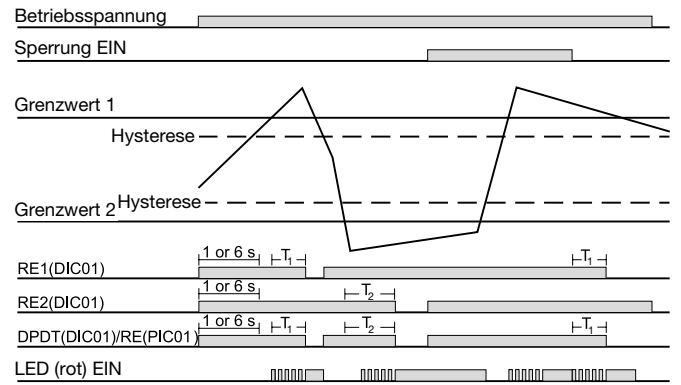 Betriebsspannung
Sperrung EIN
Grenzwert 1
Hysterese
Grenzwert 2 Hysterese
1 or 6 s T1
RE1(DIC01) T1
1 or 6 s T2
RE2(DIC01)
1 or 6 s T1 T2 T1
DPDT(DIC01)/RE(PIC01)
LED (rot) EIN